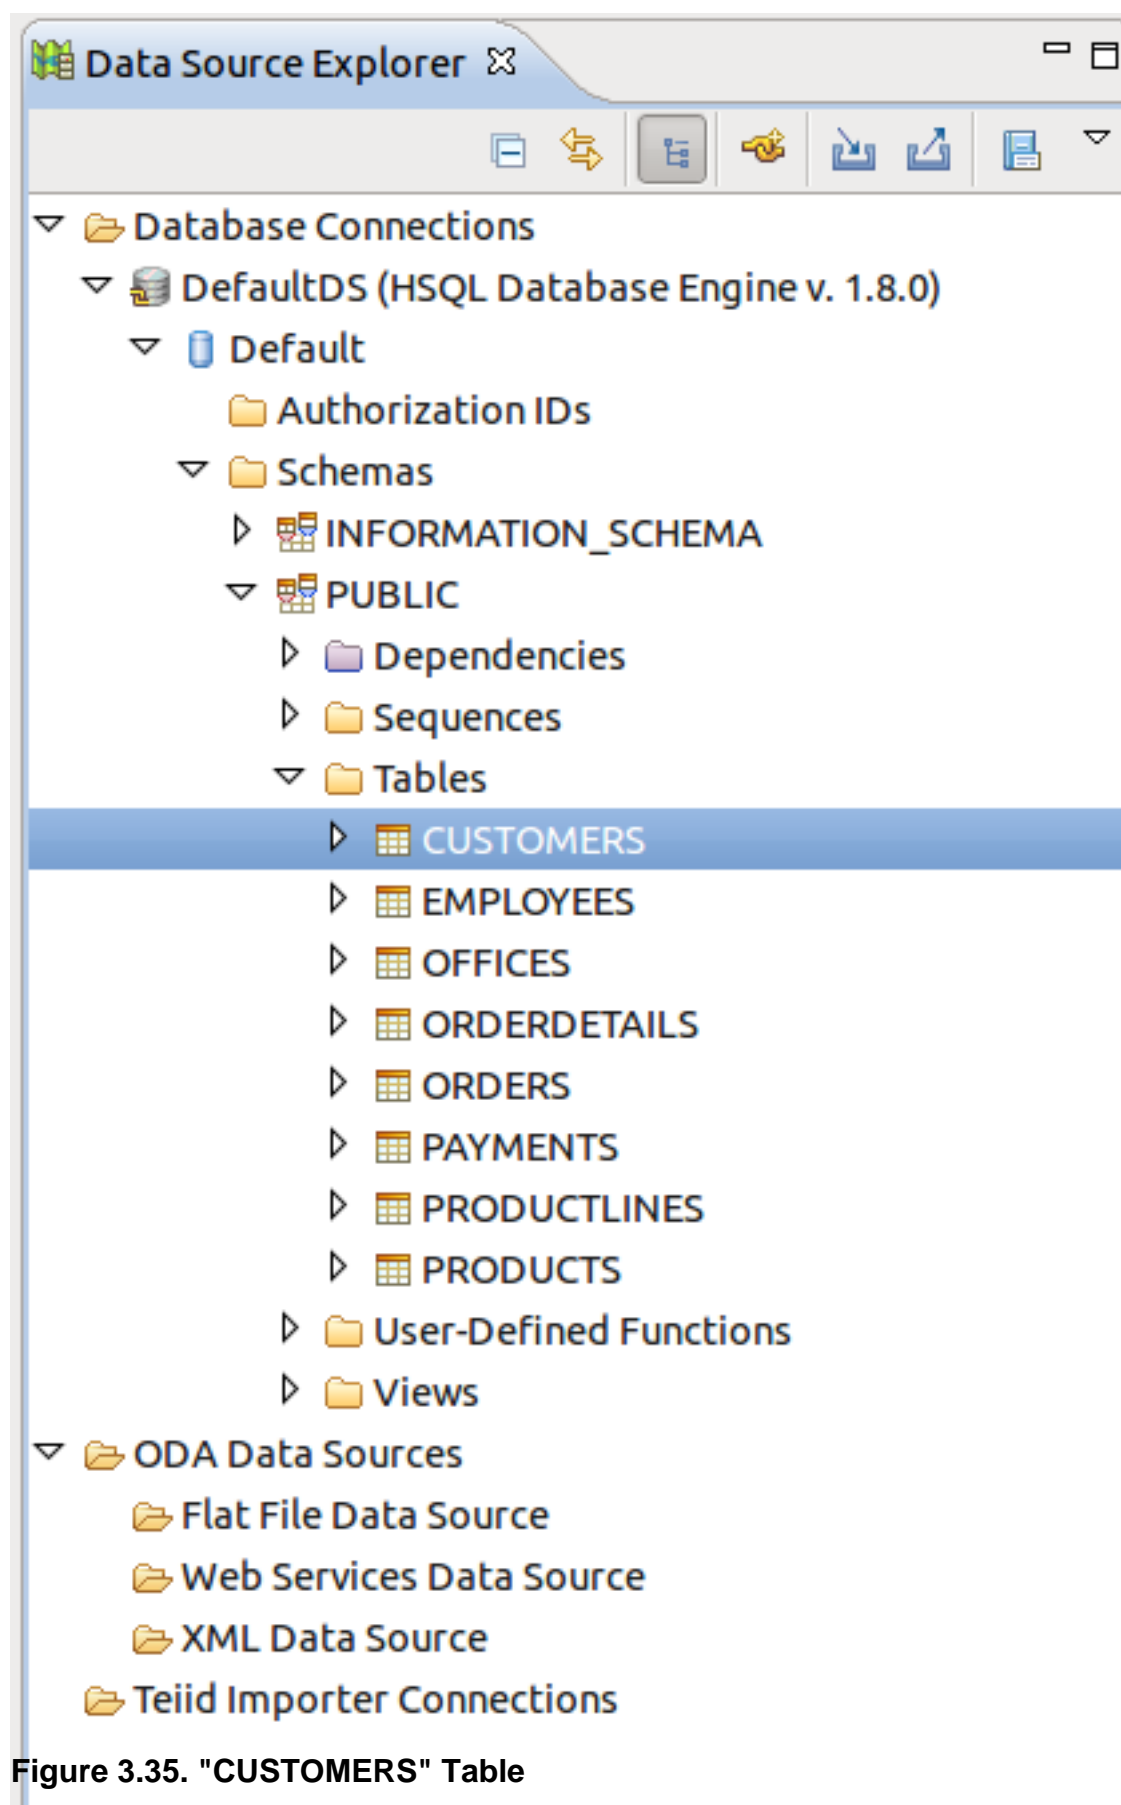 Data Source Explorer
Database Connections
DefaultDS (HSQL Database Engine v. 1.8.0)
Default
Authorization IDs
Schemas
INFORMATION_SCHEMA
PUBLIC
Dependencies
Sequences
Tables
CUSTOMERS
EMPLOYEES
OFFICES
ORDERDETAILS
ORDERS
PAYMENTS
PRODUCTLINES
PRODUCTS
User-Defined Functions
Views
ODA Data Sources
Flat File Data Source
Web Services Data Source
XML Data Source
Teiid Importer Connections
Figure 3.35. "CUSTOMERS" Table